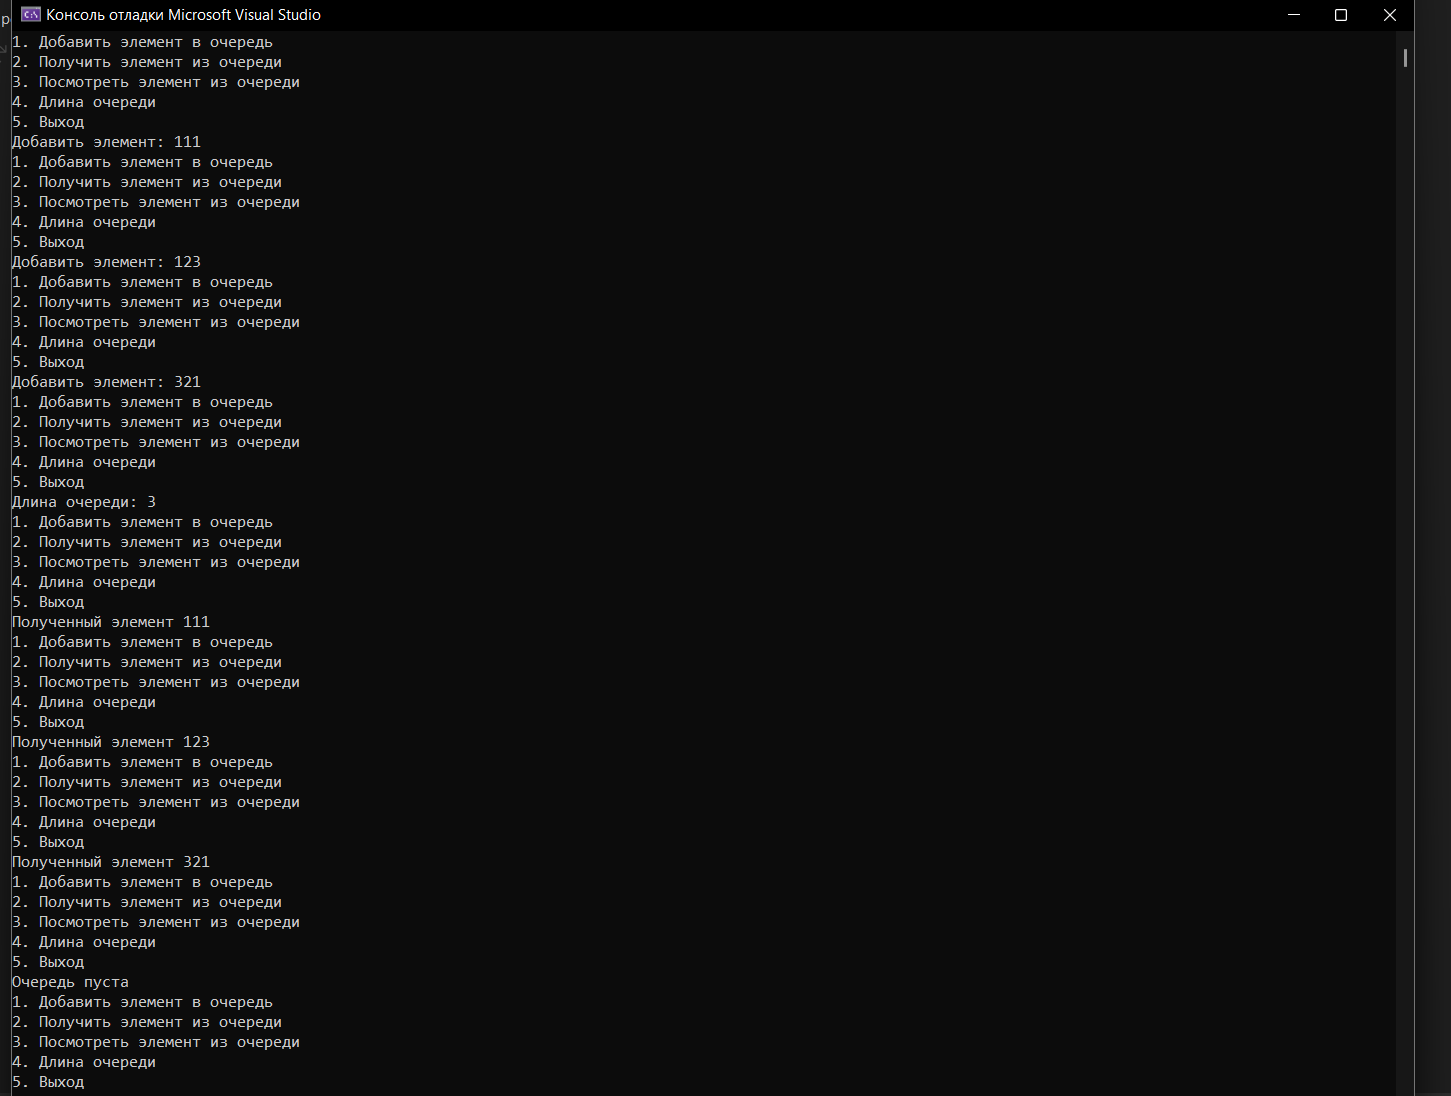 Консоль отладки Microsoft Visual Studio
1. Добавить элемент в очередь
2. Получить элемент из очереди
3. Посмотреть элемент из очереди
4. Длина очереди
5. Выход
Добавить элемент: 111
1. Добавить элемент в очередь
2. Получить элемент из очереди
3. Посмотреть элемент из очереди
4. Длина очереди
5. Выход
Добавить элемент: 123
1. Добавить элемент в очередь
2. Получить элемент из очереди
3. Посмотреть элемент из очереди
4. Длина очереди
5. Выход
Добавить элемент: 321
1. Добавить элемент в очередь
2. Получить элемент из очереди
3. Посмотреть элемент из очереди
4. Длина очереди
5. Выход
Длина очереди: 3
1. Добавить элемент в очередь
2. Получить элемент из очереди
3. Посмотреть элемент из очереди
4. Длина очереди
5. Выход
Полученный элемент 111
1. Добавить элемент в очередь
2. Получить элемент из очереди
3. Посмотреть элемент из очереди
4. Длина очереди
5. Выход
Полученный элемент 123
1. Добавить элемент в очередь
2. Получить элемент из очереди
3. Посмотреть элемент из очереди
4. Длина очереди
5. Выход
Полученный элемент 321
1. Добавить элемент в очередь
2. Получить элемент из очереди
3. Посмотреть элемент из очереди
4. Длина очереди
5. Выход
Очередь пуста
1. Добавить элемент в очередь
2. Получить элемент из очереди
3. Посмотреть элемент из очереди
4. Длина очереди
5. Выход